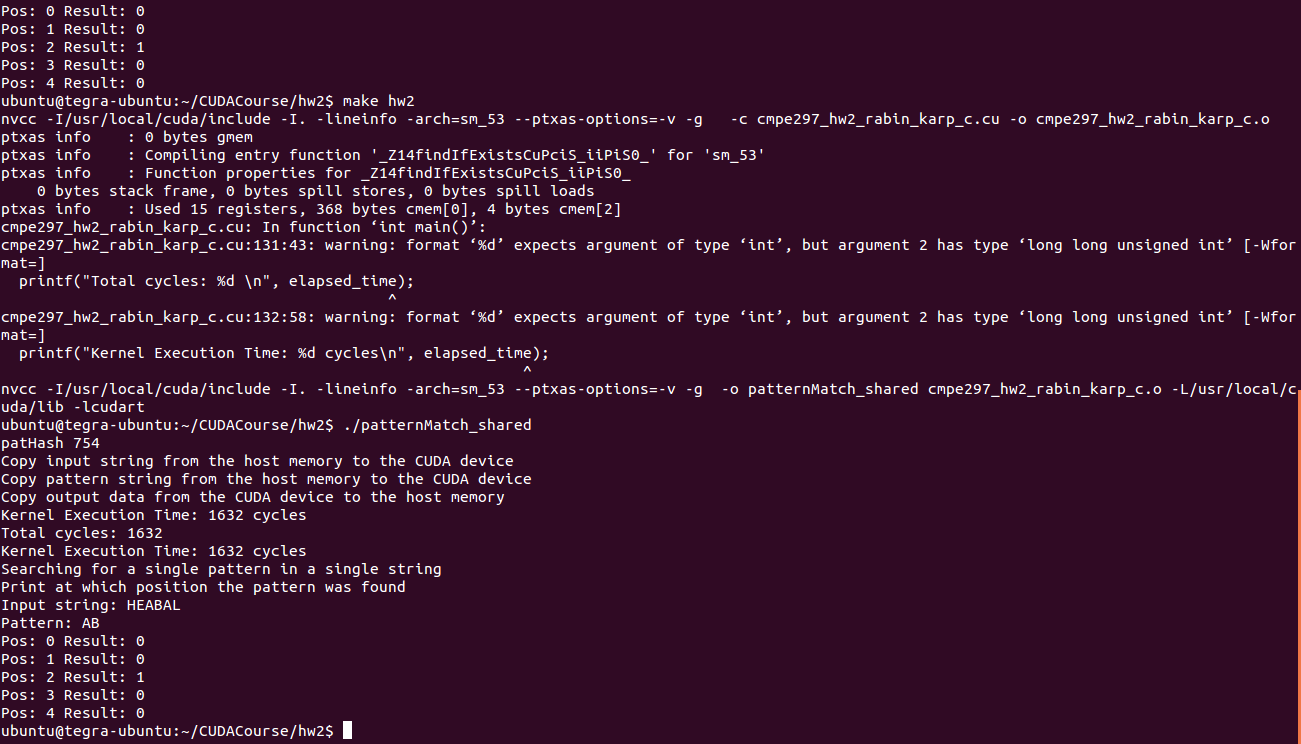 Pos: 0 Result: 0
Pos: 1 Result: 0
Pos: 2 Result: 1
Pos: 3 Result: 0
Pos: 4 Result: 0
ubuntu@tegra-ubuntu:~/CUDACourse/hw2$ make hw2
nvcc -I/usr/local/cuda/include -I. -lineinfo -arch=sm_53 --ptxas-options=-v -g   -c cmpe297_hw2_rabin_karp_c.cu -o cmpe297_hw2_rabin_karp_c.o
ptxas info    : 0 bytes gmem
ptxas info    : Compiling entry function '_Z14findIfExistsCuPciS_iiPiS0_' for 'sm_53'
ptxas info    : Function properties for _Z14findIfExistsCuPciS_iiPiS0_
    0 bytes stack frame, 0 bytes spill stores, 0 bytes spill loads
ptxas info    : Used 15 registers, 368 bytes cmem[0], 4 bytes cmem[2]
cmpe297_hw2_rabin_karp_c.cu: In function ‘int main()’:
cmpe297_hw2_rabin_karp_c.cu:131:43: warning: format ‘%d’ expects argument of type ‘int’, but argument 2 has type ‘long long unsigned int’ [-Wfor
mat=]
  printf("Total cycles: %d \n", elapsed_time);
                                           ^
cmpe297_hw2_rabin_karp_c.cu:132:58: warning: format ‘%d’ expects argument of type ‘int’, but argument 2 has type ‘long long unsigned int’ [-Wfor
mat=]
  printf("Kernel Execution Time: %d cycles\n", elapsed_time);
                                                          ^
nvcc -I/usr/local/cuda/include -I. -lineinfo -arch=sm_53 --ptxas-options=-v -g  -o patternMatch_shared cmpe297_hw2_rabin_karp_c.o -L/usr/local/c
uda/lib -lcudart
ubuntu@tegra-ubuntu:~/CUDACourse/hw2$ ./patternMatch_shared
patHash 754
Copy input string from the host memory to the CUDA device
Copy pattern string from the host memory to the CUDA device
Copy output data from the CUDA device to the host memory
Kernel Execution Time: 1632 cycles
Total cycles: 1632
Kernel Execution Time: 1632 cycles
Searching for a single pattern in a single string
Print at which position the pattern was found
Input string: HEABAL
Pattern: AB
Pos: 0 Result: 0
Pos: 1 Result: 0
Pos: 2 Result: 1
Pos: 3 Result: 0
Pos: 4 Result: 0
ubuntu@tegra-ubuntu:~/CUDACourse/hw2$